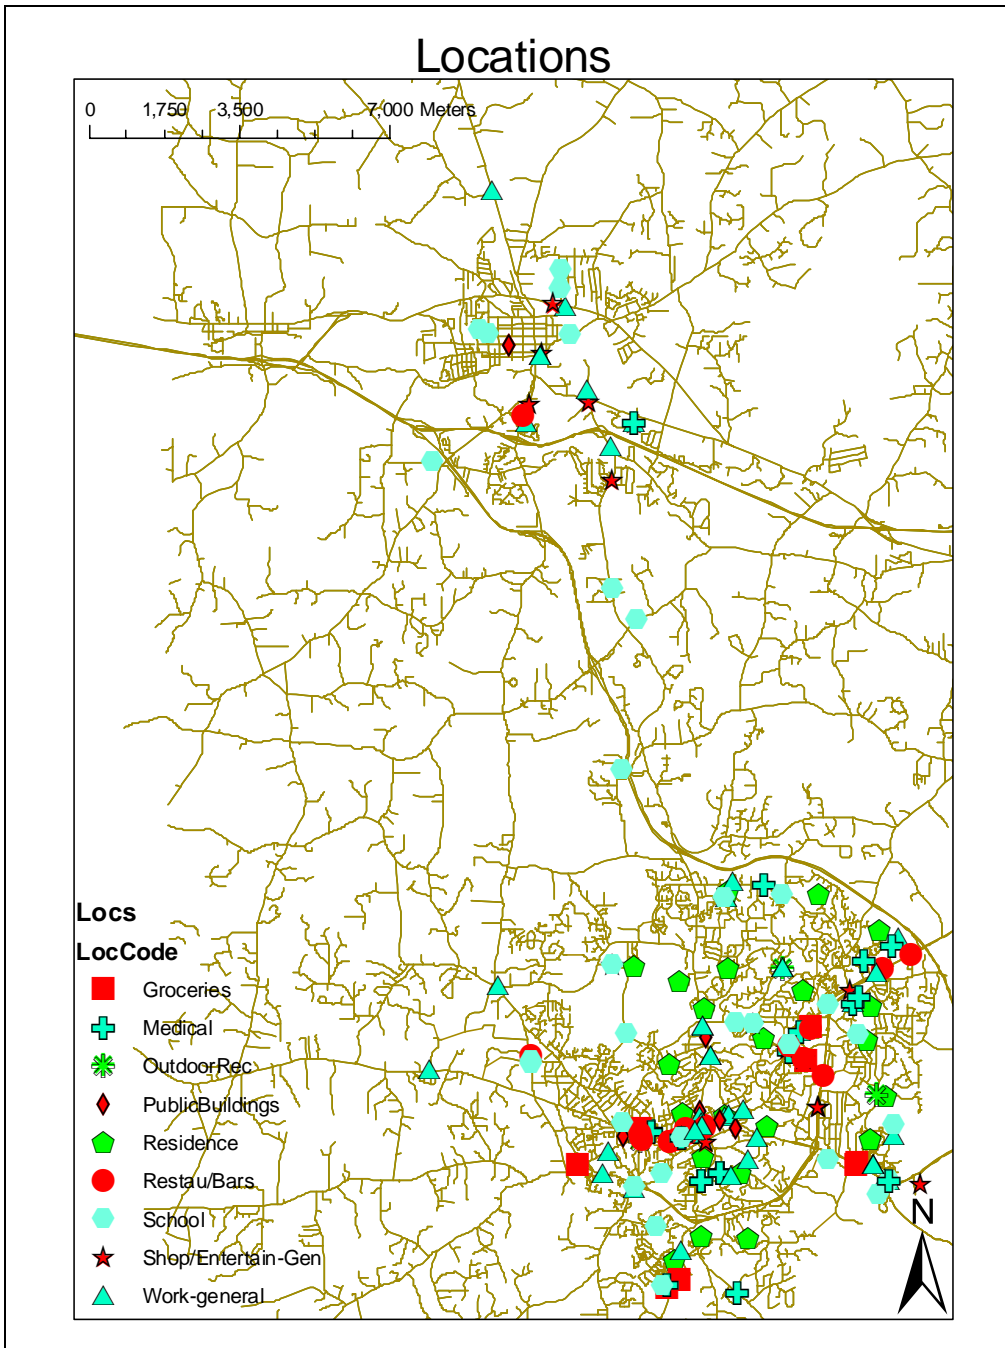 Locations
0 1,750 3,500 7,000 Meters
Locs
LocCode
Groceries
Medical
OutdoorRec
PublicBuildings
Residence
Restau/Bars
School
Shop/Entertain-Gen
Work-general
N